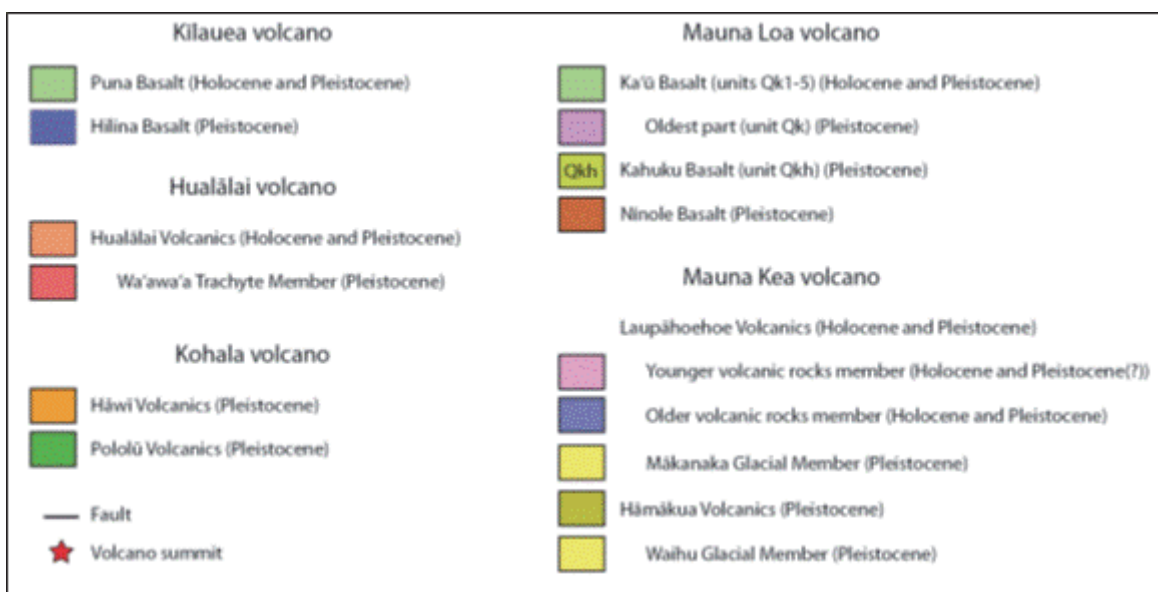 Kīlauea volcano
Puna Basalt (Holocene and Pleistocene)
Hilina Basalt (Pleistocene)
Hualālai volcano
Hualālai Volcanics (Holocene and Pleistocene)
Wa‘awa‘a Trachyte Member (Pleistocene)
Kohala volcano
Hāwī Volcanics (Pleistocene)
Pololū Volcanics (Pleistocene)
Fault
Volcano summit
Mauna Loa volcano
Ka‘ū Basalt (units Qk1-5) (Holocene and Pleistocene)
Oldest part (unit Qk) (Pleistocene)
Qkh Kahuku Basalt (unit Qkh) (Pleistocene)
Nīnole Basalt (Pleistocene)
Mauna Kea volcano
Laupāhoehoe Volcanics (Holocene and Pleistocene)
Younger volcanic rocks member (Holocene and Pleistocene(?))
Older volcanic rocks member (Holocene and Pleistocene)
Mākanaka Glacial Member (Pleistocene)
Hāmākua Volcanics (Pleistocene)
Waihu Glacial Member (Pleistocene)